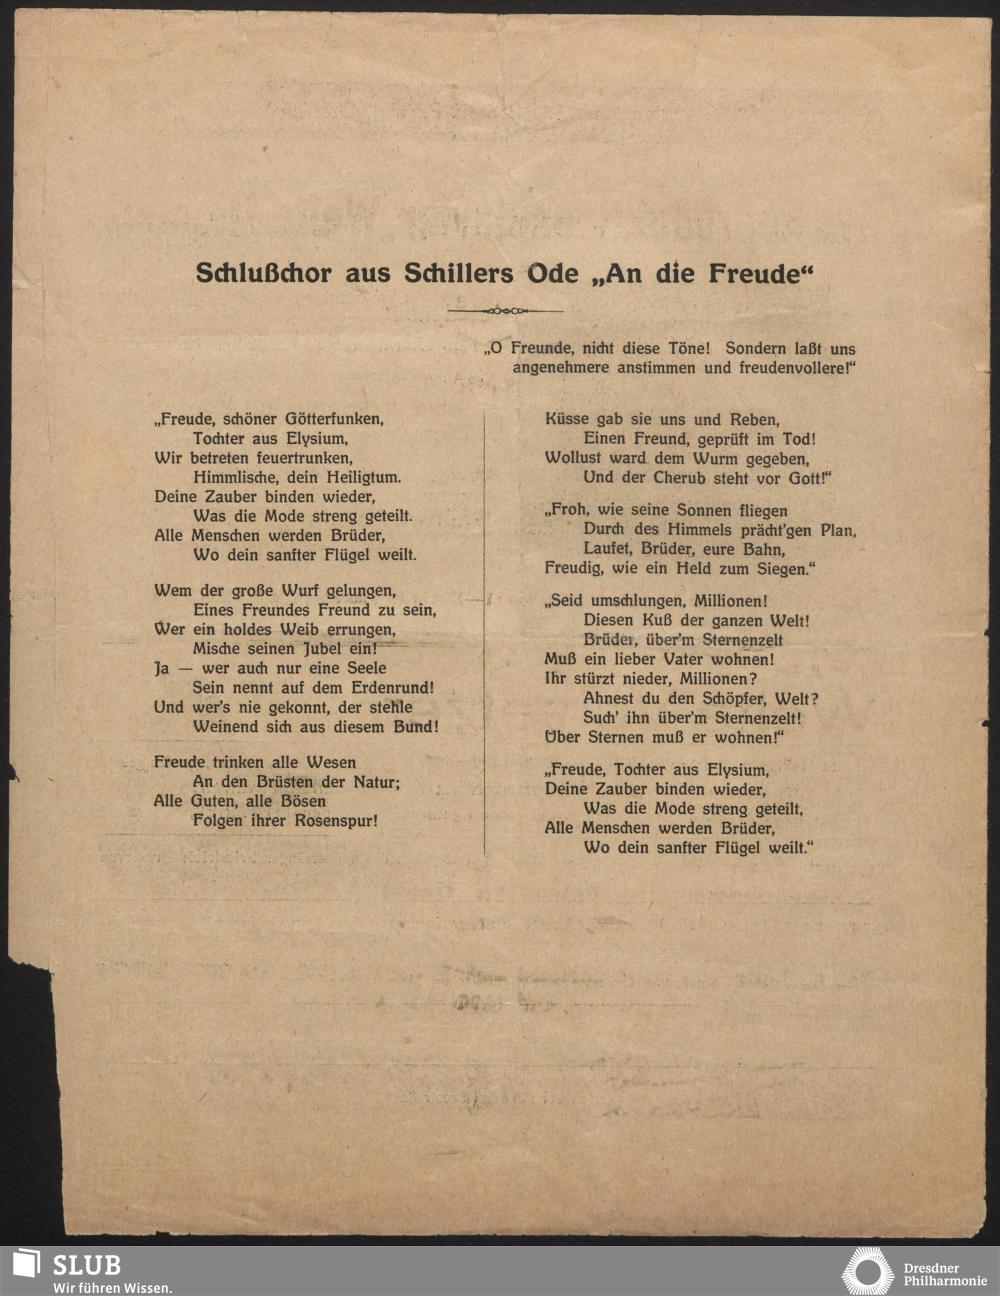 Schlußchor aus Schillers Ode „An die Freude“
„O Freunde, nicht diese Töne! Sondern laßt uns
angenehmere anstimmen und freudenvollere!“
„Freude, schöner Götterfunken,
Tochter aus Elysium,
Wir betreten feuertrunken,
Himmlische, dein Heiligtum.
Deine Zauber binden wieder,
Was die Mode streng geteilt.
Alle Menschen werden Brüder,
Wo dein sanfter Flügel weilt.
Wem der große Wurf gelungen,
Eines Freundes Freund zu sein,
Wer ein holdes Weib errungen,
Mische seinen Jubel ein!
Ja — wer auch nur eine Seele
Sein nennt auf dem Erdenrund!
Und wer's nie gekonnt, der stehle
Weinend sich aus diesem Bund!
Freude trinken alle Wesen
An den Brüsten der Natur;
Alle Guten, alle Bösen
Folgen ihrer Rosenspur!
Küsse gab sie uns und Reben,
Einen Freund, geprüft im Tod!
Wollust ward dem Wurm gegeben,
Und der Cherub steht vor Gott!“
„Froh, wie seine Sonnen fliegen
Durch des Himmels prächt'gen Plan,
Laufet, Brüder, eure Bahn,
Freudig, wie ein Held zum Siegen.“
„Seid umschlungen, Millionen!
Diesen Kuß der ganzen Welt!
Brüder, über'm Sternenzelt
Muß ein lieber Vater wohnen!
Ihr stürzt nieder, Millionen?
Ahnest du den Schöpfer, Welt?
Such' ihn über'm Sternenzelt!
Über Sternen muß er wohnen!“
„Freude, Tochter aus Elysium,
Deine Zauber binden wieder,
Was die Mode streng geteilt,
Alle Menschen werden Brüder,
Wo dein sanfter Flügel weilt.“
SLUB
Wir führen Wissen.
Dresdner
Philharmonie